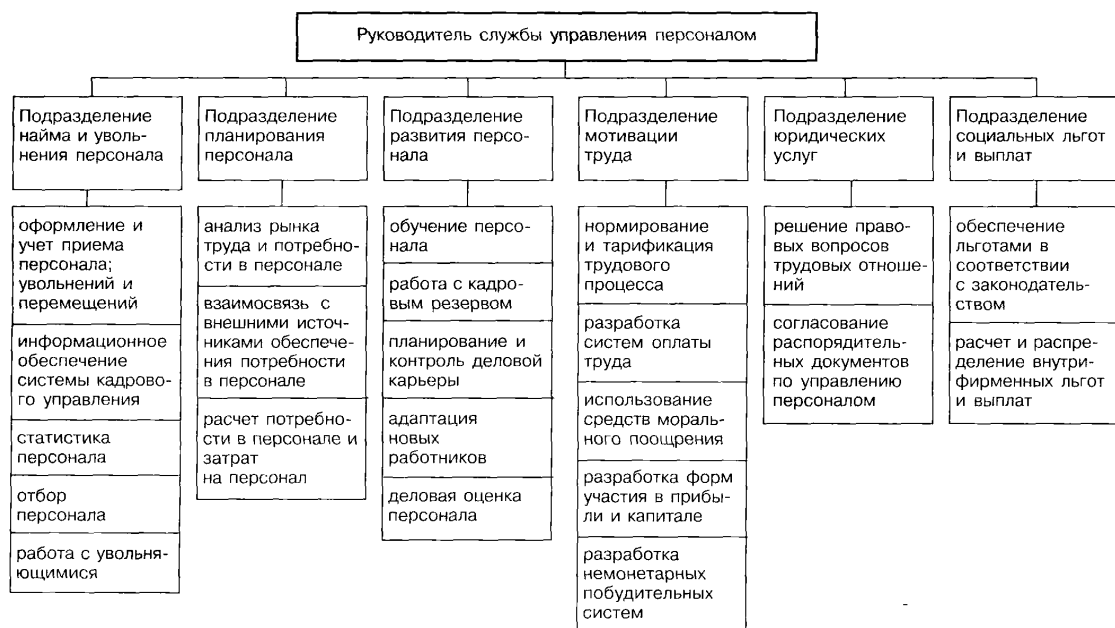 Руководитель службы управления персоналом
Подразделение
найма и уволь-
нения персонала
Подразделение
планирования
персонала
Подразделение
развития персо-
нала
Подразделение
мотивации
труда
Подразделение
юридических
услуг
Подразделение
социальных льгот
и выплат
оформление и
учет приема
персонала;
увольнений и
перемещений
информационное
обеспечение
системы кадрово-
го управления
статистика
персонала
отбор
персонала
работа с увольня-
ющимися
анализ рынка
труда и потребно-
сти в персонале
взаимосвязь с
внешними источ-
никами обеспече-
ния потребности
в персонале
расчет потребно-
сти в персонале и
затрат
на персонал
обучение персо-
нала
работа с кадро-
вым резервом
планирование и
контроль деловой
карьеры
адаптация
новых
работников
деловая оценка
персонала
нормирование
и тарификация
трудового
процесса
разработка
систем оплаты
труда
использование
средств мораль-
ного поощрения
разработка форм
участия в прибы-
ли и капитале
разработка
немонетарных
побудительных
систем
решение право-
вых вопросов
трудовых отноше-
ний
согласование
распорядитель-
ных документов
по управлению
персоналом
обеспечение
льготами в
соответствии
с законодатель-
ством
расчет и распре-
деление внутри-
фирменных льгот
и выплат